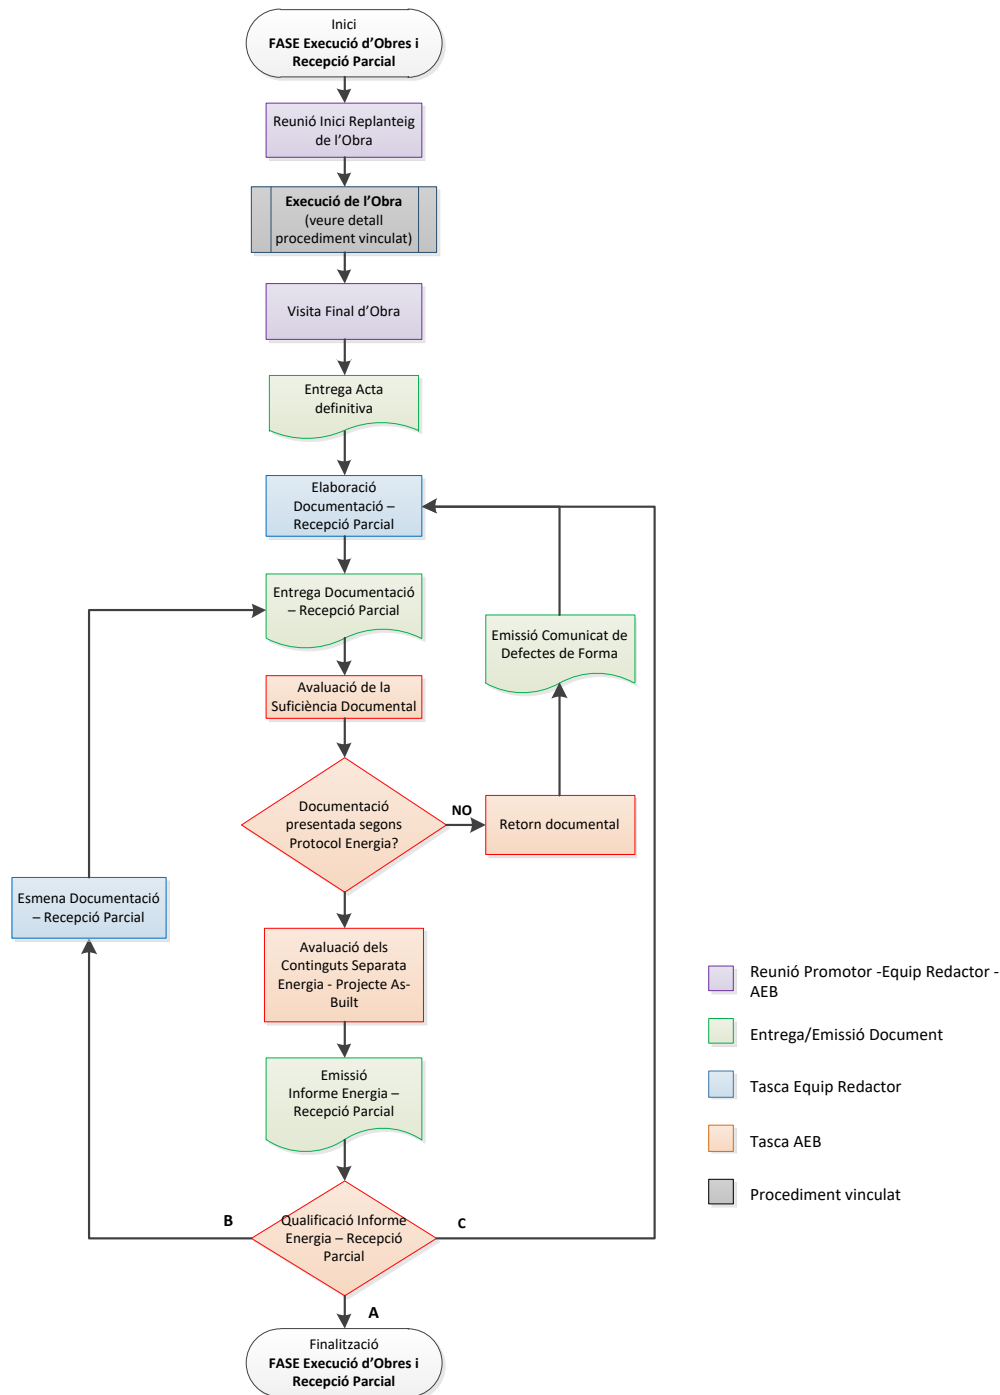 Inici
FASE Execució d'Obres i
Recepció Parcial
Reunió Inici Replanteig
de l'Obra
Execució de l'Obra
(veure detall
procediment vinculat)
Visita Final d'Obra
Entrega Acta
definitiva
Elaboració
Documentació –
Recepció Parcial
Entrega Documentació
– Recepció Parcial
Emissió Comunicat de
Defectes de Forma
Avaluació de la
Suficiència Documental
Documentació
presentada segons
Protocol Energia?
NO
Retorn documental
Esmena Documentació
– Recepció Parcial
Avaluació dels
Continguts Separata
Energia - Projecte As-
Built
Emissió
Informe Energia –
Recepció Parcial
B
Qualificació Informe
Energia – Recepció
Parcial
C
A
Finalització
FASE Execució d'Obres i
Recepció Parcial
Reunió Promotor -Equip Redactor -
AEB
Entrega/Emissió Document
Tasca Equip Redactor
Tasca AEB
Procediment vinculat